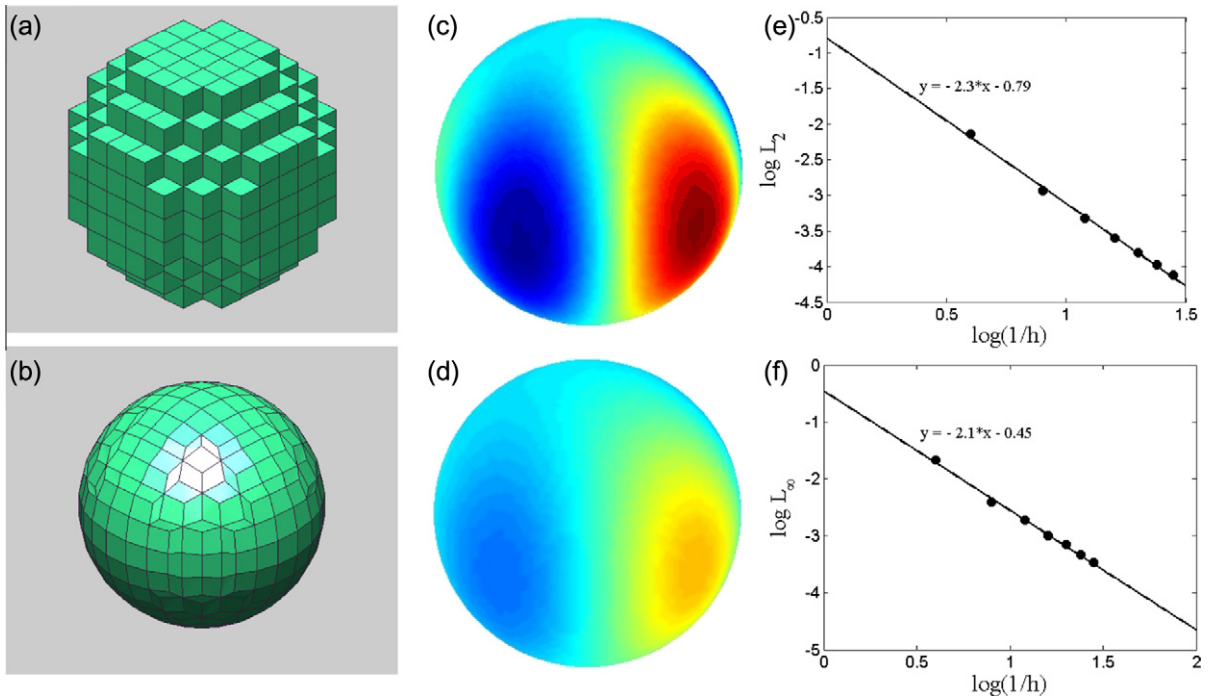 (a)
(c)
(e)
-0.5
-1
-1.5
-2
-2.5
-3
-3.5
-4
-4.5
log L2
y = - 2.3*x - 0.79
0
0.5
1
1.5
log(1/h)
(b)
(d)
(f)
0
-1
-2
-3
-4
-5
log L∞
y = - 2.1*x - 0.45
0
0.5
1
1.5
2
log(1/h)